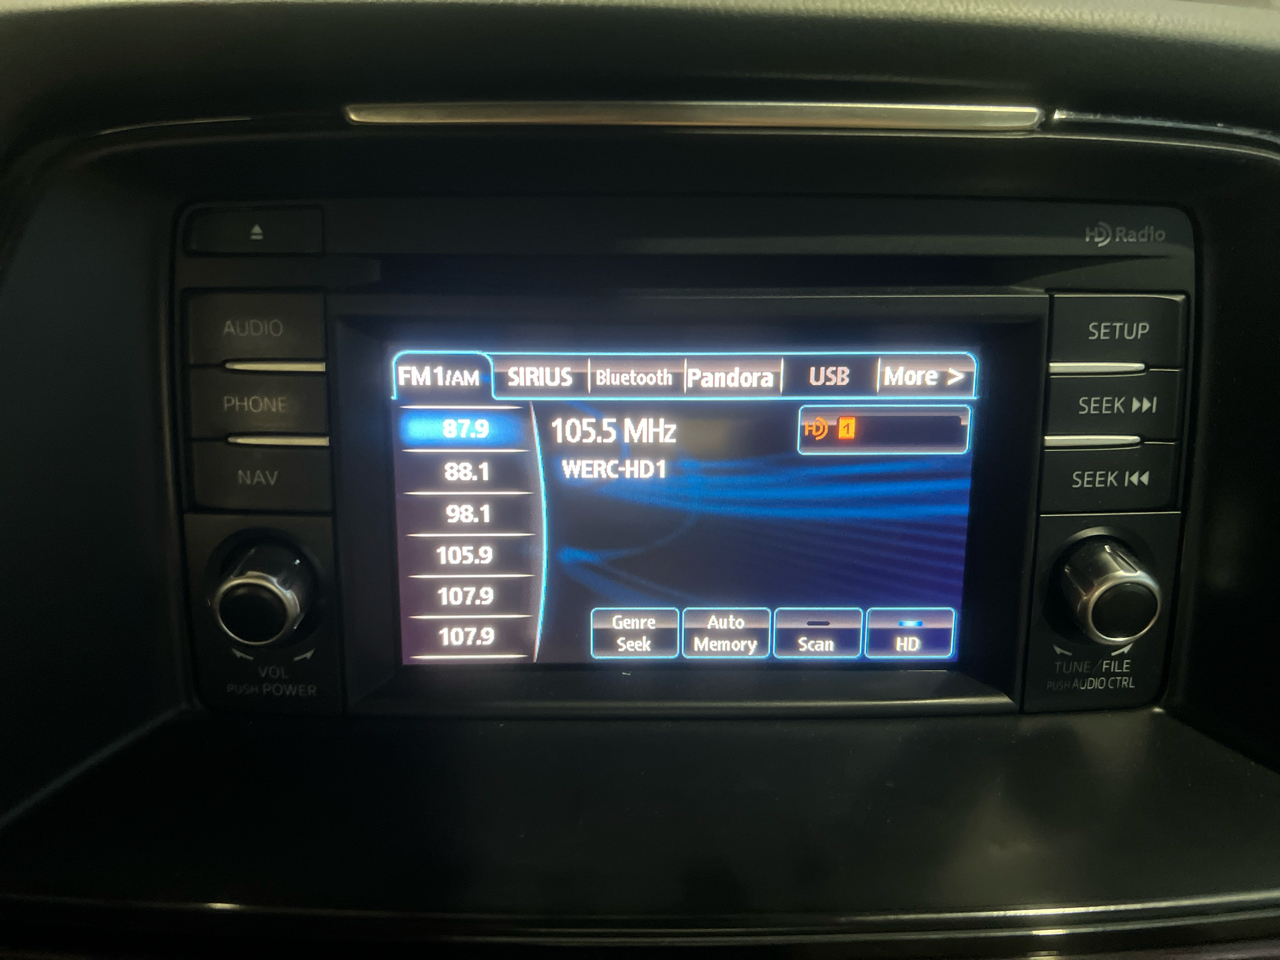 HD Radio
AUDIO
PHONE
NAV
VOL
PUSH POWER
FM1/AM SIRIUS Bluetooth Pandora USB More >
87.9
88.1
98.1
105.9
107.9
107.9
105.5 MHz
HD 1
WERC-HD1
Genre Seek
Auto Memory
Scan
HD
SETUP
SEEK
SEEK
TUNE/FILE
PUSH AUDIO CTRL